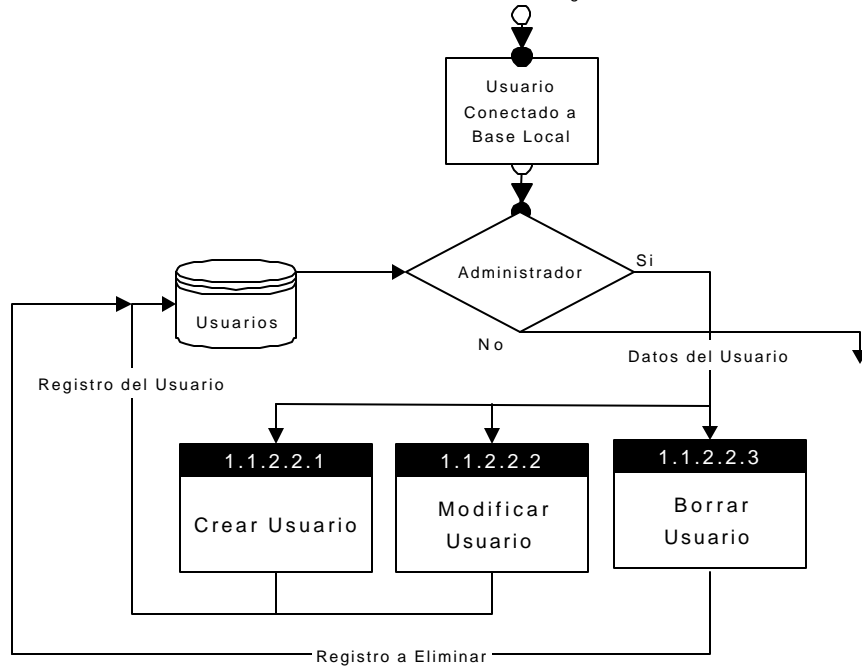 Usuario
Conectado a
Base Local
Administrador
Si
Usuarios
No
Datos del Usuario
Registro del Usuario
1.1.2.2.1
1.1.2.2.2
1.1.2.2.3
Crear Usuario
Modificar
Usuario
Borrar
Usuario
Registro a Eliminar